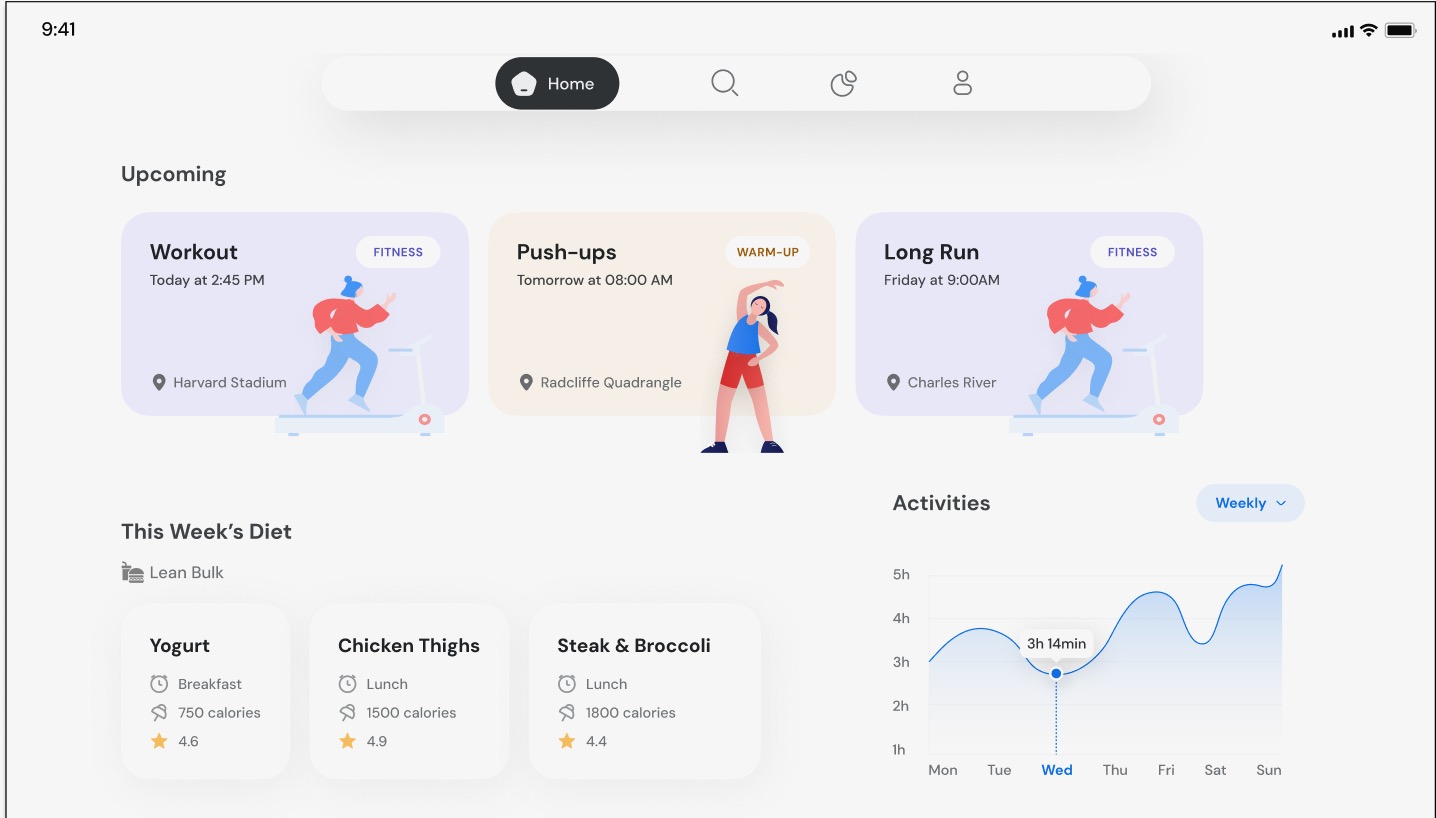 9:41
Home
Upcoming
Workout
FITNESS
Today at 2:45 PM
Harvard Stadium
Push-ups
WARM-UP
Tomorrow at 08:00 AM
Radcliffe Quadrangle
Long Run
FITNESS
Friday at 9:00AM
Charles River
This Week’s Diet
Lean Bulk
Yogurt
Breakfast
750 calories
4.6
Chicken Thighs
Lunch
1500 calories
4.9
Steak & Broccoli
Lunch
1800 calories
4.4
Activities
Weekly
5h
4h
3h
2h
1h
3h 14min
Mon Tue Wed Thu Fri Sat Sun